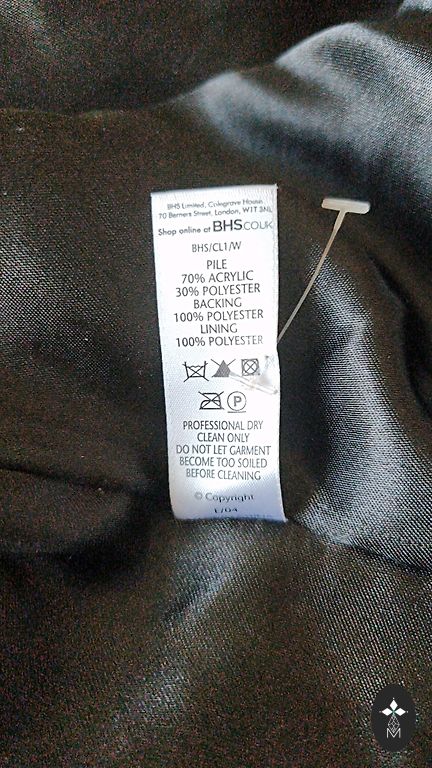 BHS Limited, Colegrave House
70 Berners Street, London, W1T 3NL
Shop online at BHS.CO.UK
BHS/CL1/W
PILE
70% ACRYLIC
30% POLYESTER
BACKING
100% POLYESTER
LINING
100% POLYESTER
P
PROFESSIONAL DRY
CLEAN ONLY
DO NOT LET GARMENT
BECOME TOO SOILED
BEFORE CLEANING
© Copyright
E/04
M